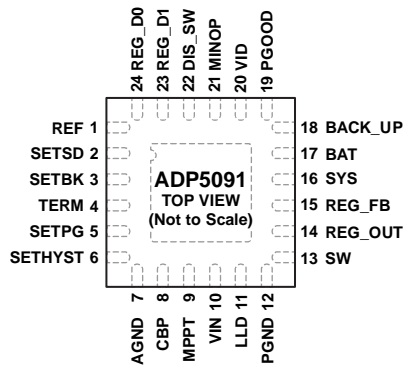 24 REG_D0
23 REG_D1
22 DIS_SW
21 MINOP
20 VID
19 PGOOD
REF 1
SETSD 2
SETBK 3
TERM 4
SETPG 5
SETHYST 6
ADP5091
TOP VIEW
(Not to Scale)
18 BACK_UP
17 BAT
16 SYS
15 REG_FB
14 REG_OUT
13 SW
AGND 7
CBP 8
MPPT 9
VIN 10
LLD 11
PGND 12